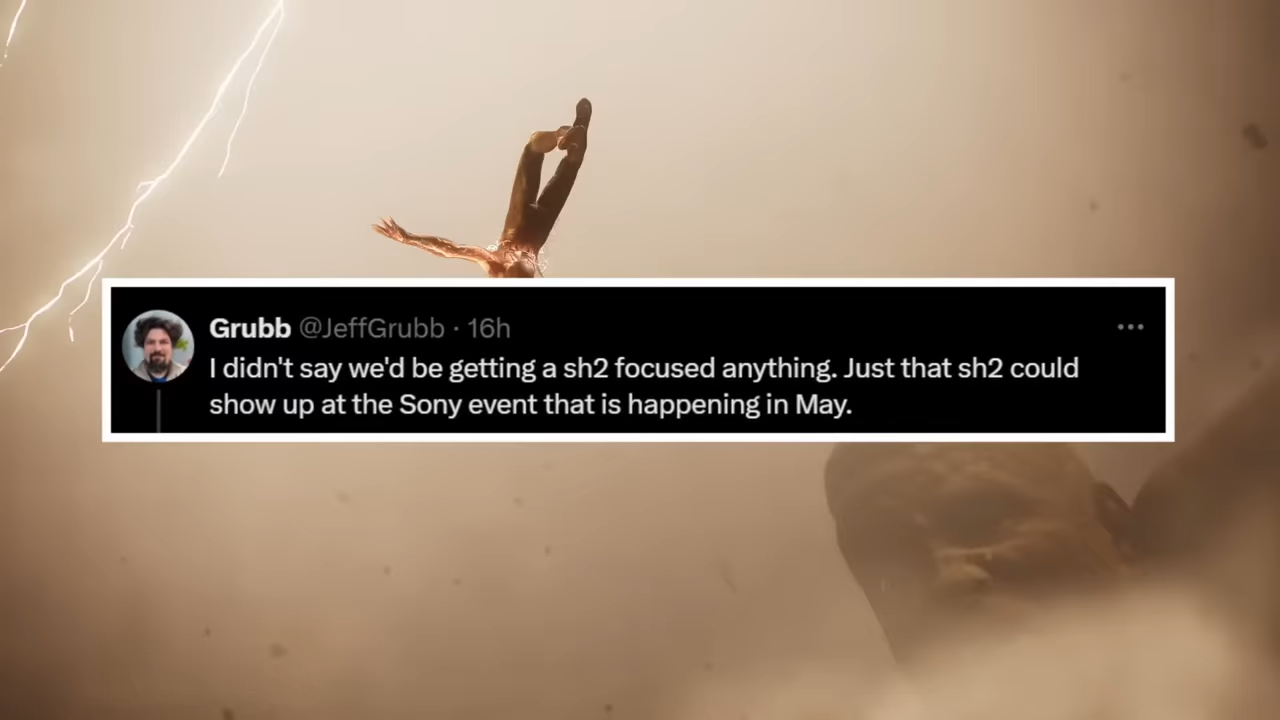 Grubb @JeffGrubb · 16h
I didn't say we'd be getting a sh2 focused anything. Just that sh2 could
show up at the Sony event that is happening in May.